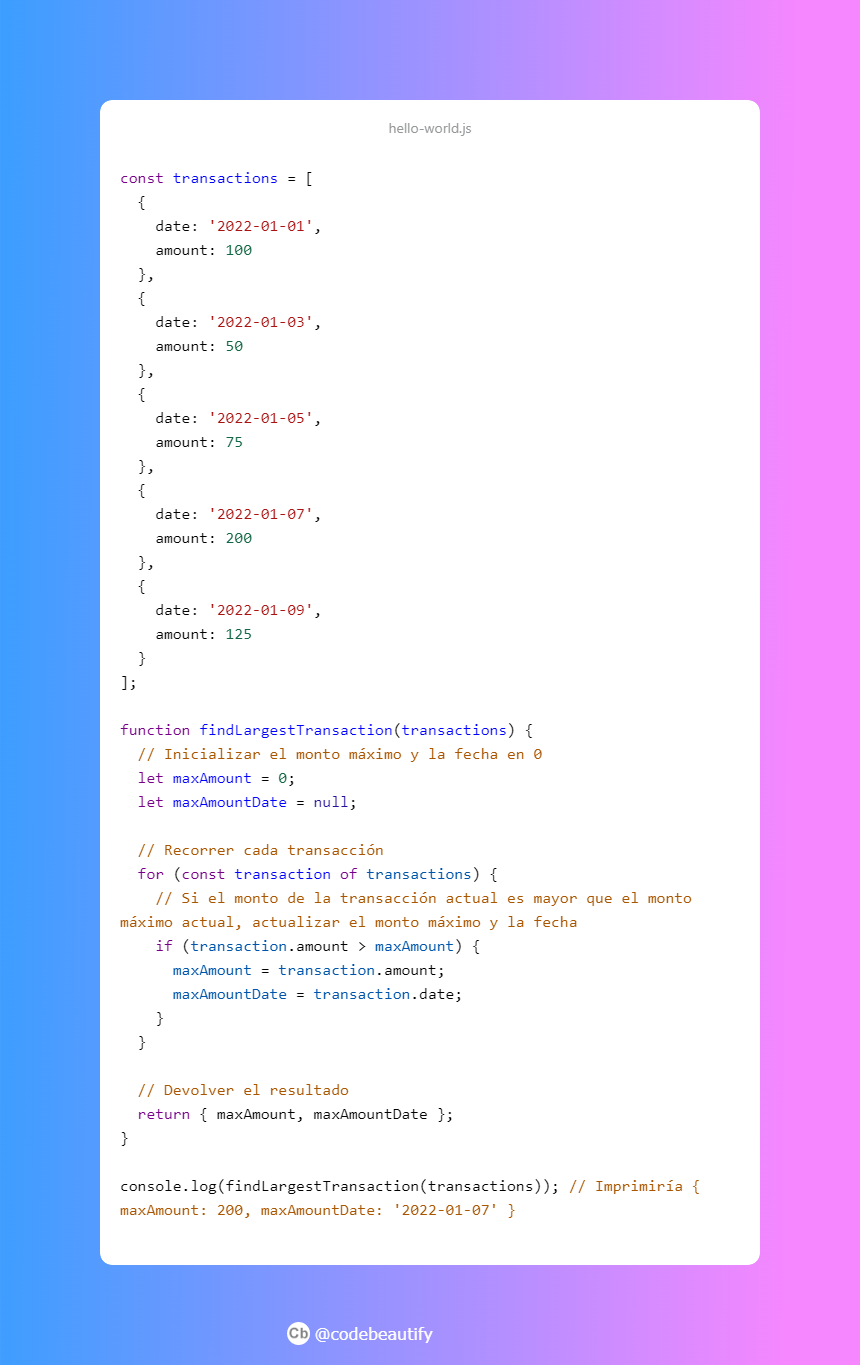 hello-world.js
const transactions = [
  {
    date: '2022-01-01',
    amount: 100
  },
  {
    date: '2022-01-03',
    amount: 50
  },
  {
    date: '2022-01-05',
    amount: 75
  },
  {
    date: '2022-01-07',
    amount: 200
  },
  {
    date: '2022-01-09',
    amount: 125
  }
];

function findLargestTransaction(transactions) {
  // Inicializar el monto máximo y la fecha en 0
  let maxAmount = 0;
  let maxAmountDate = null;

  // Recorrer cada transacción
  for (const transaction of transactions) {
    // Si el monto de la transacción actual es mayor que el monto
máximo actual, actualizar el monto máximo y la fecha
    if (transaction.amount > maxAmount) {
      maxAmount = transaction.amount;
      maxAmountDate = transaction.date;
    }
  }

  // Devolver el resultado
  return { maxAmount, maxAmountDate };
}

console.log(findLargestTransaction(transactions)); // Imprimiría {
maxAmount: 200, maxAmountDate: '2022-01-07' }
Cb @codebeautify